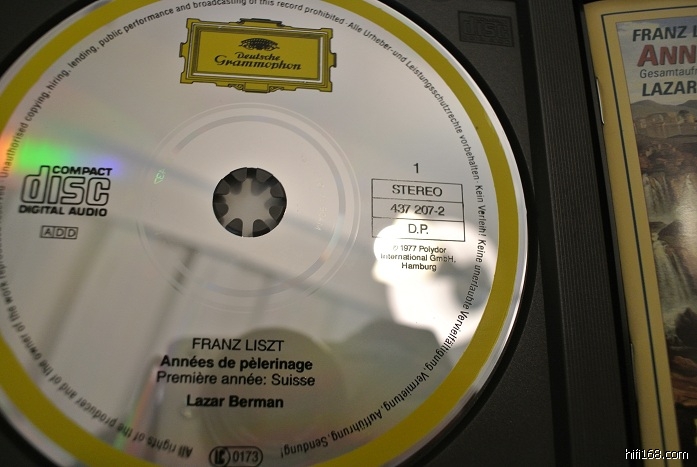 Deutsche
Grammophon
Unauthorised copying, hiring, lending, public performance and broadcasting of this record prohibited · Alle Urheber- und Leistungsschutzrechte vorbehalten · Kein Verleih! Keine unerlaubte Vervielfältigung, Vermietung, Aufführung, Sendung!
All rights of the producer and of the owner of the work
COMPACT
disc
DIGITAL AUDIO
ADD
1
STEREO
437 207-2
D.P.
1977 Polydor
International GmbH,
Hamburg
FRANZ LISZT
Années de pèlerinage
Première année: Suisse
Lazar Berman
LC 0173
FRANZ
ANN
Gesamtauf
LAZAR
hifi168.com